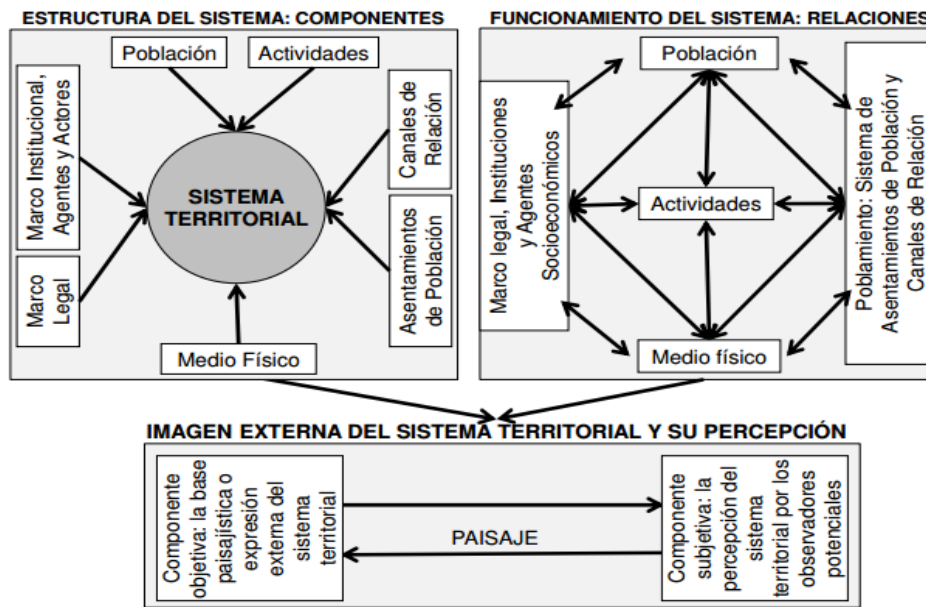 ESTRUCTURA DEL SISTEMA: COMPONENTES
Población
Actividades
Marco Institucional,
Agentes y Actores
Marco
Legal
SISTEMA
TERRITORIAL
Canales de
Relación
Asentamientos
de Población
Medio Físico
FUNCIONAMIENTO DEL SISTEMA: RELACIONES
Población
Marco legal, Instituciones
y Agentes
Socioeconómicos
Actividades
Poblamiento: Sistema de
Asentamientos de Población y
Canales de Relación
Medio físico
IMAGEN EXTERNA DEL SISTEMA TERRITORIAL Y SU PERCEPCIÓN
Componente
objetiva: la base
paisajística o
expresión
externa del
sistema
territorial
PAISAJE
Componente
subjetiva: la
percepción del
sistema
territorial por los
observadores
potenciales